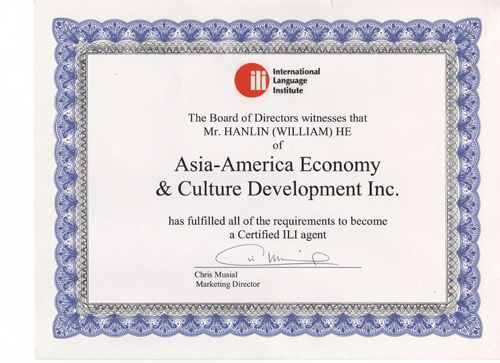 ili
International
Language
Institute
The Board of Directors witnesses that
Mr. HANLIN (WILLIAM) HE
of
Asia-America Economy
& Culture Development Inc.
has fulfilled all of the requirements to become
a Certified ILI agent
Chris Musial
Marketing Director